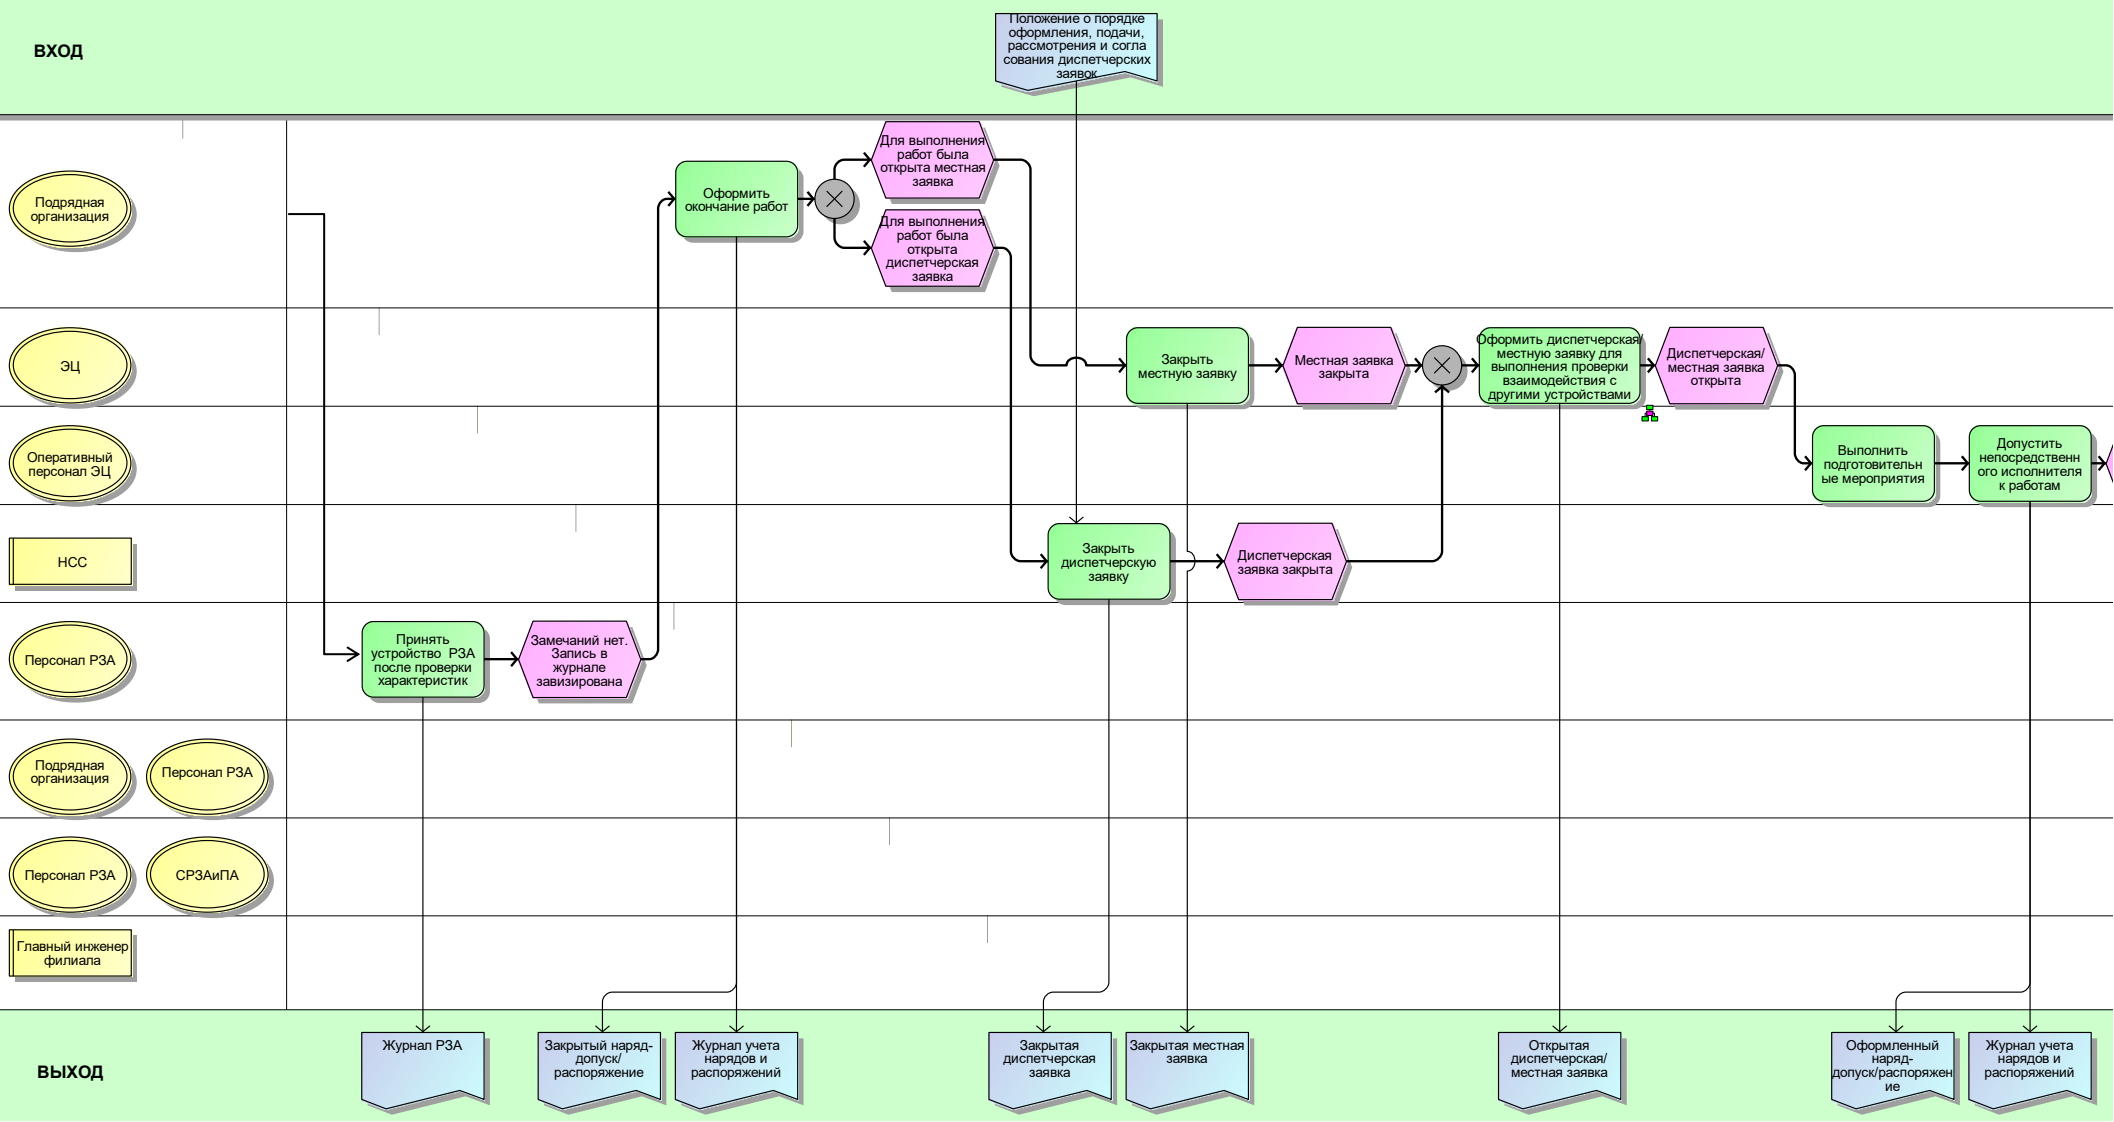 ВХОД
Положение о порядке
оформления, подачи,
рассмотрения и согла
сования диспетчерских
заявок
Подрядная
организация
Оформить
окончание работ
Для выполнения
работ была
открыта местная
заявка
Для выполнения
работ была
открыта
диспетчерская
заявка
ЭЦ
Закрыть
местную заявку
Местная заявка
закрыта
Оформить диспетчерская/
местную заявку для
выполнения проверки
взаимодействия с
другими устройствами
Диспетчерская/
местная заявка
открыта
Оперативный
персонал ЭЦ
Выполнить
подготовительн
ые мероприятия
Допустить
непосредственн
ого исполнителя
к работам
НСС
Закрыть
диспетчерскую
заявку
Диспетчерская
заявка закрыта
Персонал РЗА
Принять
устройство РЗА
после проверки
характеристик
Замечаний нет.
Запись в
журнале
завизирована
Подрядная
организация
Персонал РЗА
Персонал РЗА
СРЗАиПА
Главный инженер
филиала
ВЫХОД
Журнал РЗА
Закрытый наряд-
допуск/
распоряжение
Журнал учета
нарядов и
распоряжений
Закрытая
диспетчерская
заявка
Закрытая местная
заявка
Открытая
диспетчерская/
местная заявка
Оформленный
наряд-
допуск/распоряжен
ие
Журнал учета
нарядов и
распоряжений